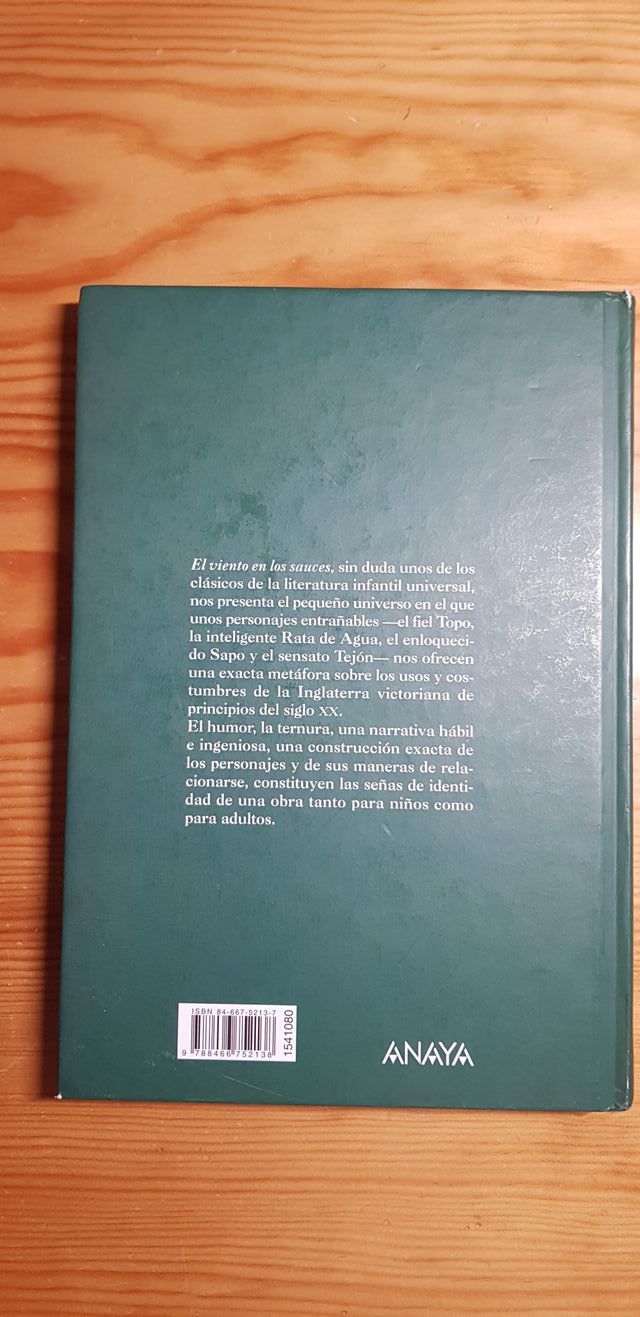 El viento en los sauces, sin duda unos de los
clásicos de la literatura infantil universal,
nos presenta el pequeño universo en el que
unos personajes entrañables —el fiel Topo,
la inteligente Rata de Agua, el enloqueci-
do Sapo y el sensato Tejón— nos ofrecen
una exacta metáfora sobre los usos y cos-
tumbres de la Inglaterra victoriana de
principios del siglo XX.
El humor, la ternura, una narrativa hábil
e ingeniosa, una construcción exacta de
los personajes y de sus maneras de rela-
cionarse, constituyen las señas de identi-
dad de una obra tanto para niños como
para adultos.
ISBN 84-667-5213-7
9 788466 752138
1541080
ANAYA